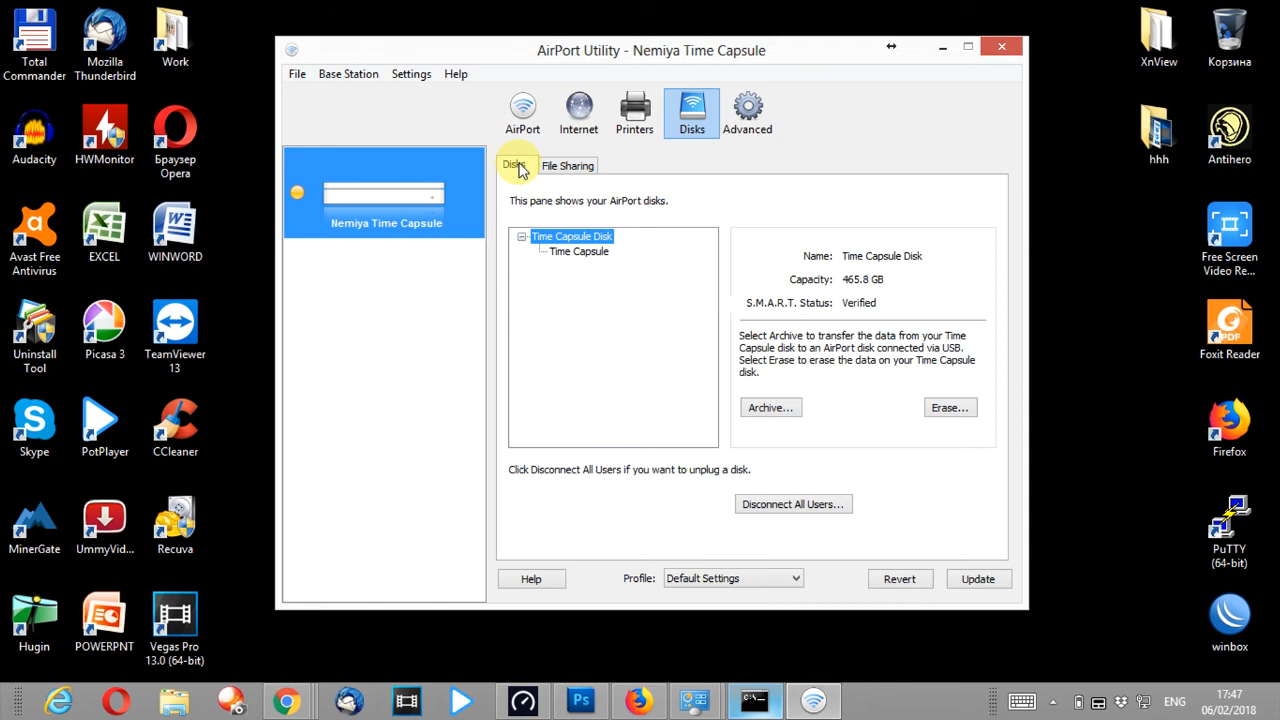 Total
Commander
Mozilla
Thunderbird
Work
Audacity
HWMonitor
Браузер
Opera
Avast Free
Antivirus
EXCEL
WINWORD
Uninstall
Tool
Picasa 3
TeamViewer
13
Skype
PotPlayer
CCleaner
MinerGate
UmmyVid...
Recuva
Hugin
POWERPNT
Vegas Pro
13.0 (64-bit)
AirPort Utility - Nemiya Time Capsule
File Base Station Settings Help
AirPort Internet Printers Disks Advanced
Nemiya Time Capsule
Disks File Sharing
This pane shows your AirPort disks.
Time Capsule Disk
Time Capsule
Name: Time Capsule Disk
Capacity: 465.8 GB
S.M.A.R.T. Status: Verified
Select Archive to transfer the data from your Time
Capsule disk to an AirPort disk connected via USB.
Select Erase to erase the data on your Time Capsule
disk.
Archive... Erase...
Click Disconnect All Users if you want to unplug a disk.
Disconnect All Users...
Help Profile: Default Settings Revert Update
XnView
Корзина
hhh
Antihero
Free Screen
Video Re...
PDF
Foxit Reader
Firefox
PuTTY
(64-bit)
winbox
Ps
C:\
ENG
17:47
06/02/2018